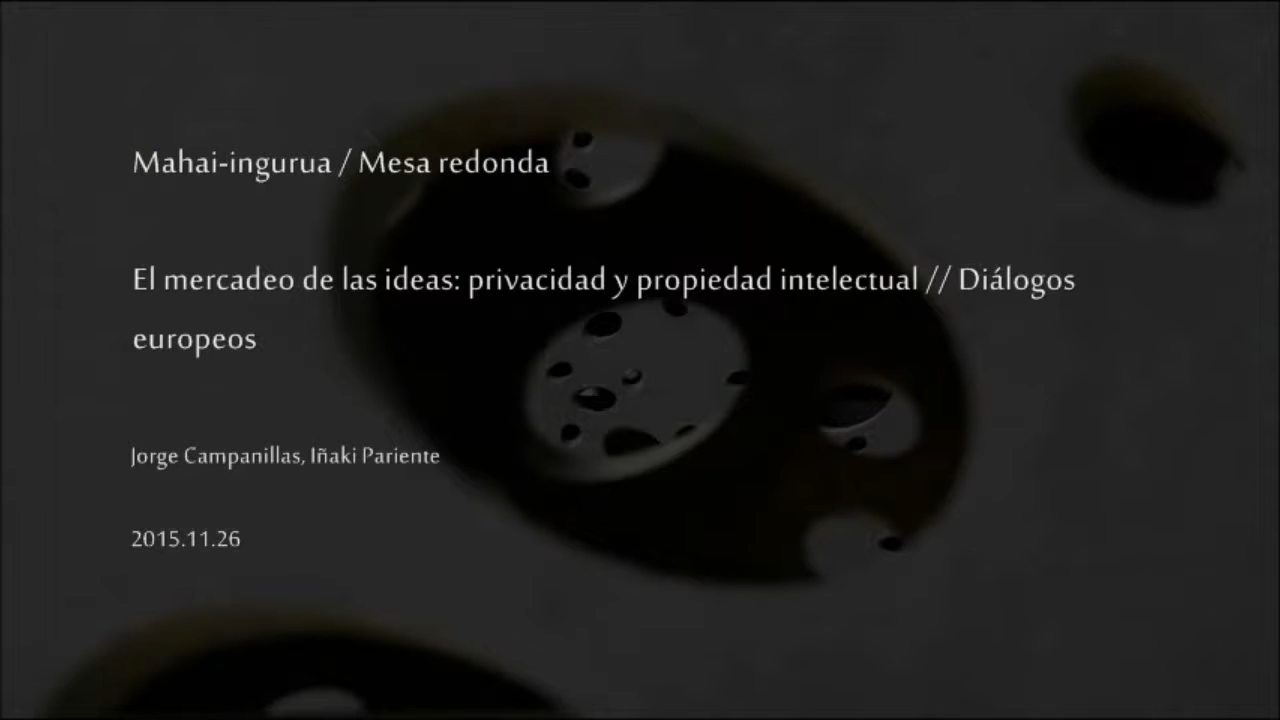 Mahai-ingurua / Mesa redonda
El mercadeo de las ideas: privacidad y propiedad intelectual // Diálogos
europeos
Jorge Campanillas, Iñaki Pariente
2015.11.26